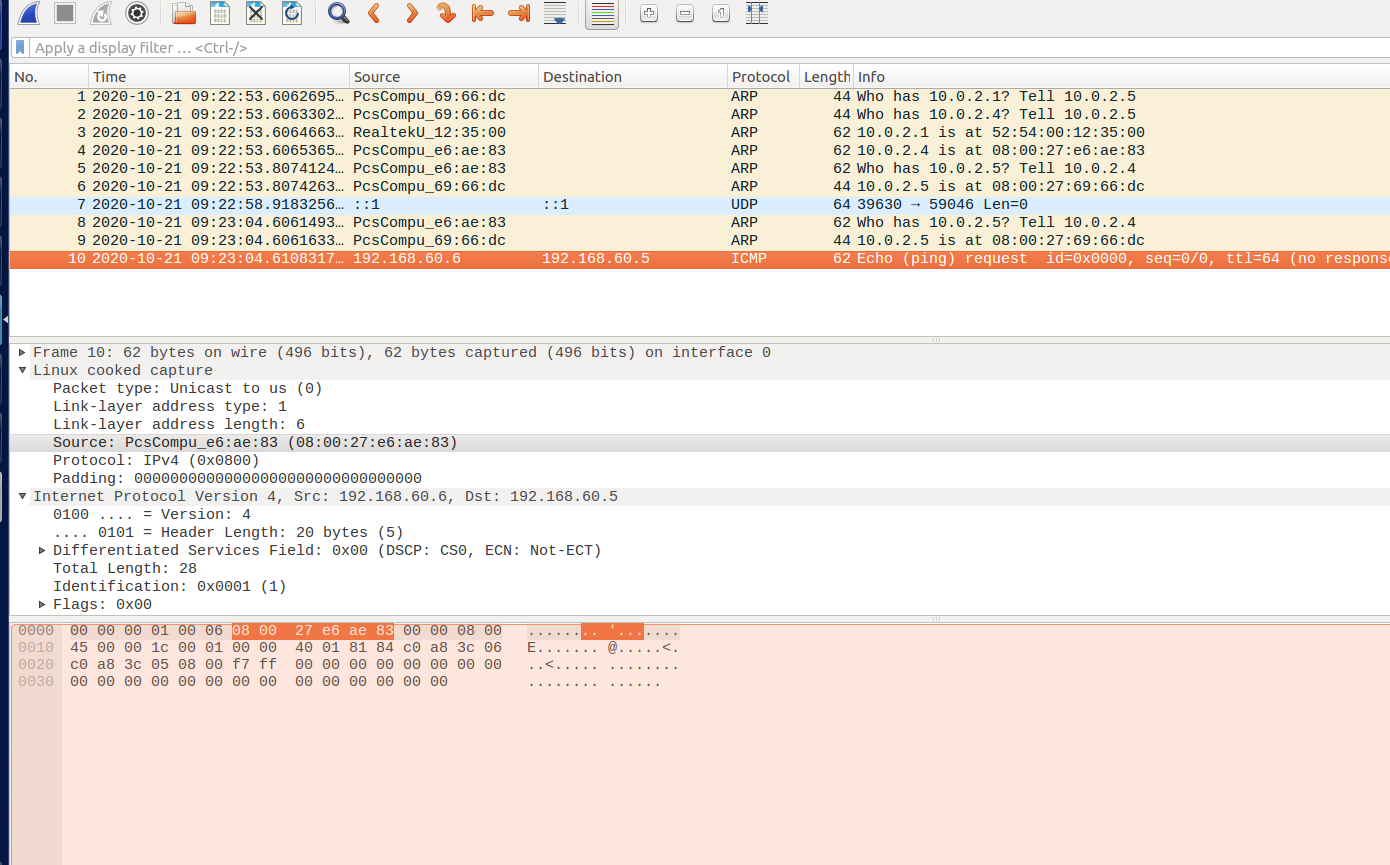 Apply a display filter … <Ctrl-/>
No. Time Source Destination Protocol Length Info
1 2020-10-21 09:22:53.6062695… PcsCompu_69:66:dc ARP 44 Who has 10.0.2.1? Tell 10.0.2.5
2 2020-10-21 09:22:53.6063302… PcsCompu_69:66:dc ARP 44 Who has 10.0.2.4? Tell 10.0.2.5
3 2020-10-21 09:22:53.6064663… RealtekU_12:35:00 ARP 62 10.0.2.1 is at 52:54:00:12:35:00
4 2020-10-21 09:22:53.6065365… PcsCompu_e6:ae:83 ARP 62 10.0.2.4 is at 08:00:27:e6:ae:83
5 2020-10-21 09:22:53.8074124… PcsCompu_e6:ae:83 ARP 62 Who has 10.0.2.5? Tell 10.0.2.4
6 2020-10-21 09:22:53.8074263… PcsCompu_69:66:dc ARP 44 10.0.2.5 is at 08:00:27:69:66:dc
7 2020-10-21 09:22:58.9183256… ::1 ::1 UDP 64 39630 → 59046 Len=0
8 2020-10-21 09:23:04.6061493… PcsCompu_e6:ae:83 ARP 62 Who has 10.0.2.5? Tell 10.0.2.4
9 2020-10-21 09:23:04.6061633… PcsCompu_69:66:dc ARP 44 10.0.2.5 is at 08:00:27:69:66:dc
10 2020-10-21 09:23:04.6108317… 192.168.60.6 192.168.60.5 ICMP 62 Echo (ping) request id=0x0000, seq=0/0, ttl=64 (no respons
Frame 10: 62 bytes on wire (496 bits), 62 bytes captured (496 bits) on interface 0
Linux cooked capture
Packet type: Unicast to us (0)
Link-layer address type: 1
Link-layer address length: 6
Source: PcsCompu_e6:ae:83 (08:00:27:e6:ae:83)
Protocol: IPv4 (0x0800)
Padding: 00000000000000000000000000000000
Internet Protocol Version 4, Src: 192.168.60.6, Dst: 192.168.60.5
0100 .... = Version: 4
.... 0101 = Header Length: 20 bytes (5)
Differentiated Services Field: 0x00 (DSCP: CS0, ECN: Not-ECT)
Total Length: 28
Identification: 0x0001 (1)
Flags: 0x00
0000 00 00 00 01 00 06 08 00 27 e6 ae 83 00 00 08 00 ........ '.......
0010 45 00 00 1c 00 01 00 00 40 01 81 84 c0 a8 3c 06 E....... @.....<.
0020 c0 a8 3c 05 08 00 f7 ff 00 00 00 00 00 00 00 00 ..<..... ........
0030 00 00 00 00 00 00 00 00 00 00 00 00 00 00 ........ ......